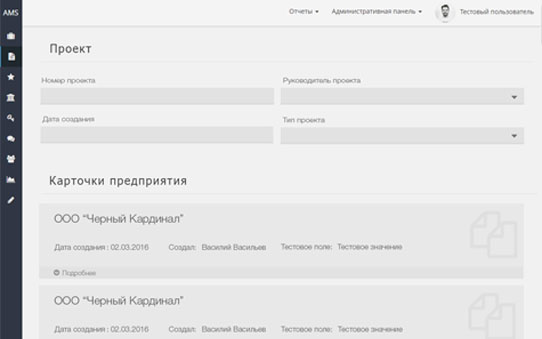 AMS Отчеты Административная панель Тестовый пользователь
Проект
Номер проекта Руководитель проекта
Дата создания Тип проекта
Карточки предприятия
ООО "Черный Кардинал"
Дата создания : 02.03.2016 Создал: Василий Васильев Тестовое поле: Тестовое значение
Подробнее
ООО "Черный Кардинал"
Дата создания : 02.03.2016 Создал: Василий Васильев Тестовое поле: Тестовое значение